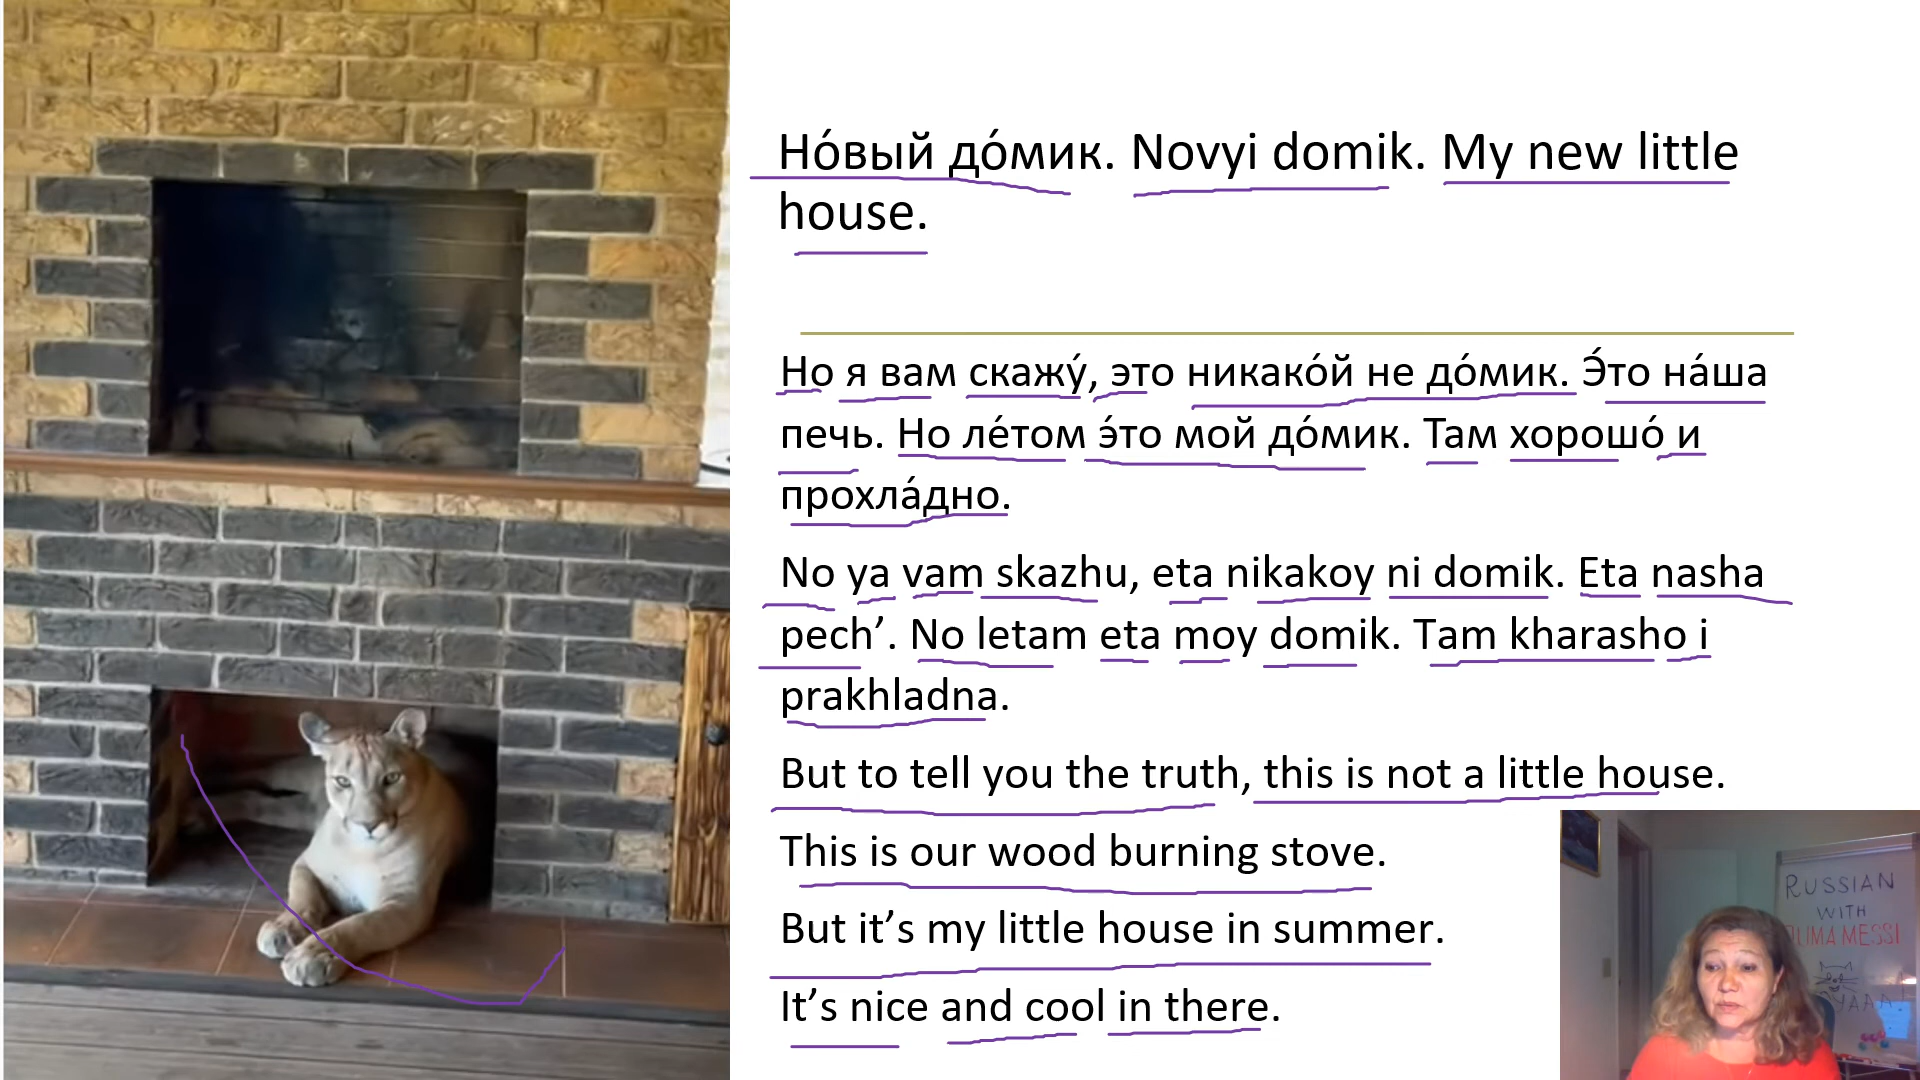 Но́вый до́мик. Novyi domik. My new little
house.
Но я вам скажу́, это никако́й не до́мик. Э́то на́ша
печь. Но ле́том э́то мой до́мик. Там хорошо́ и
прохла́дно.
No ya vam skazhu, eta nikakoy ni domik. Eta nasha
pech’. No letam eta moy domik. Tam kharasho i
prakhladna.
But to tell you the truth, this is not a little house.
This is our wood burning stove.
But it’s my little house in summer.
It’s nice and cool in there.
RUSSIAN
WITH
MESSI